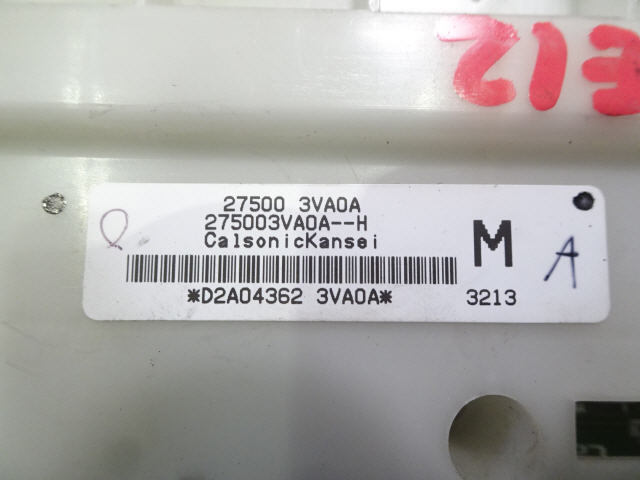 E12
27500 3VA0A
275003VA0A--H
CalsonicKansei
M
A
*D2A04362 3VA0A*
3213